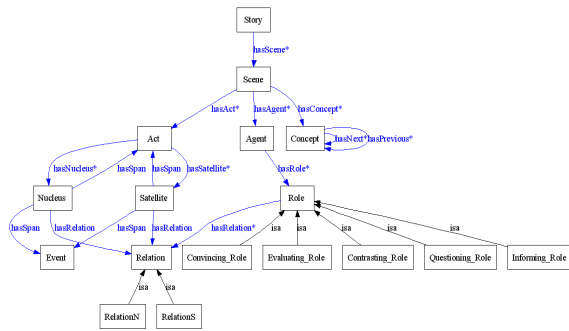 Story
hasScene*
Scene
hasAct* hasAgent* hasConcept*
Act Agent Concept hasNext* hasPrevious*
hasNucleus* hasSpan hasSpan hasSatellite* hasRole*
Nucleus Satellite Role
hasSpan hasRelation hasSpan hasRelation hasRelation* isa isa isa isa isa
Event Relation Convincing_Role Evaluating_Role Contrasting_Role Questioning_Role Informing_Role
isa isa
RelationN RelationS